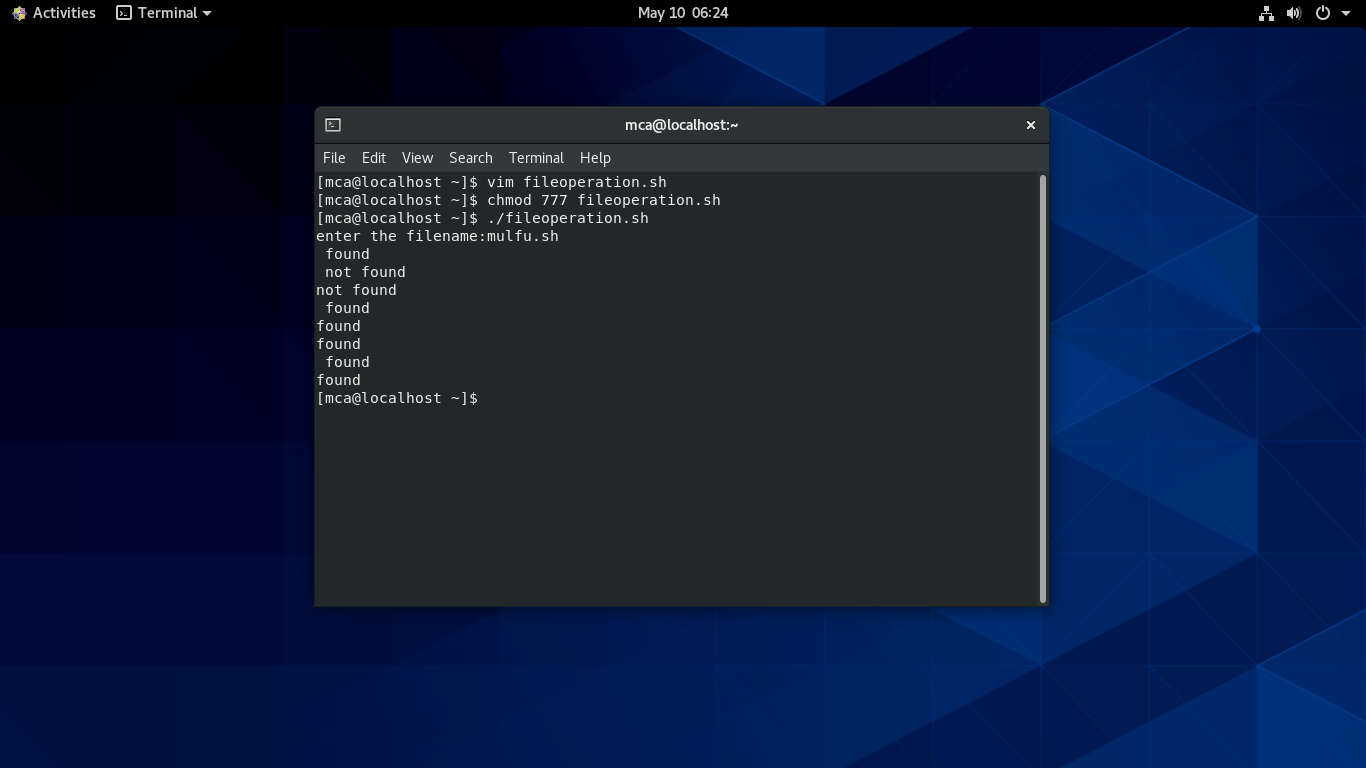 Activities Terminal May 10 06:24
mca@localhost:~
File Edit View Search Terminal Help
[mca@localhost ~]$ vim fileoperation.sh
[mca@localhost ~]$ chmod 777 fileoperation.sh
[mca@localhost ~]$ ./fileoperation.sh
enter the filename:mulfu.sh
 found
 not found
not found
 found
found
found
 found
found
[mca@localhost ~]$